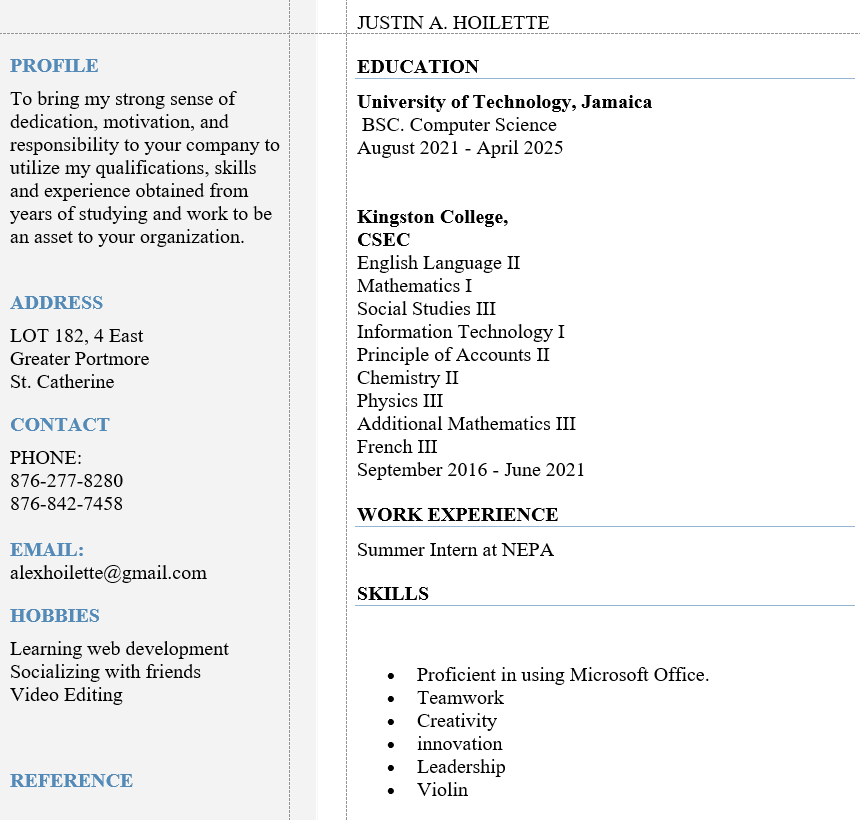 JUSTIN A. HOILETTE
PROFILE
To bring my strong sense of
dedication, motivation, and
responsibility to your company to
utilize my qualifications, skills
and experience obtained from
years of studying and work to be
an asset to your organization.
ADDRESS
LOT 182, 4 East
Greater Portmore
St. Catherine
CONTACT
PHONE:
876-277-8280
876-842-7458
EMAIL:
alexhoilette@gmail.com
HOBBIES
Learning web development
Socializing with friends
Video Editing
REFERENCE
EDUCATION
University of Technology, Jamaica
BSC. Computer Science
August 2021 - April 2025
Kingston College,
CSEC
English Language II
Mathematics I
Social Studies III
Information Technology I
Principle of Accounts II
Chemistry II
Physics III
Additional Mathematics III
French III
September 2016 - June 2021
WORK EXPERIENCE
Summer Intern at NEPA
SKILLS
• Proficient in using Microsoft Office.
• Teamwork
• Creativity
• innovation
• Leadership
• Violin